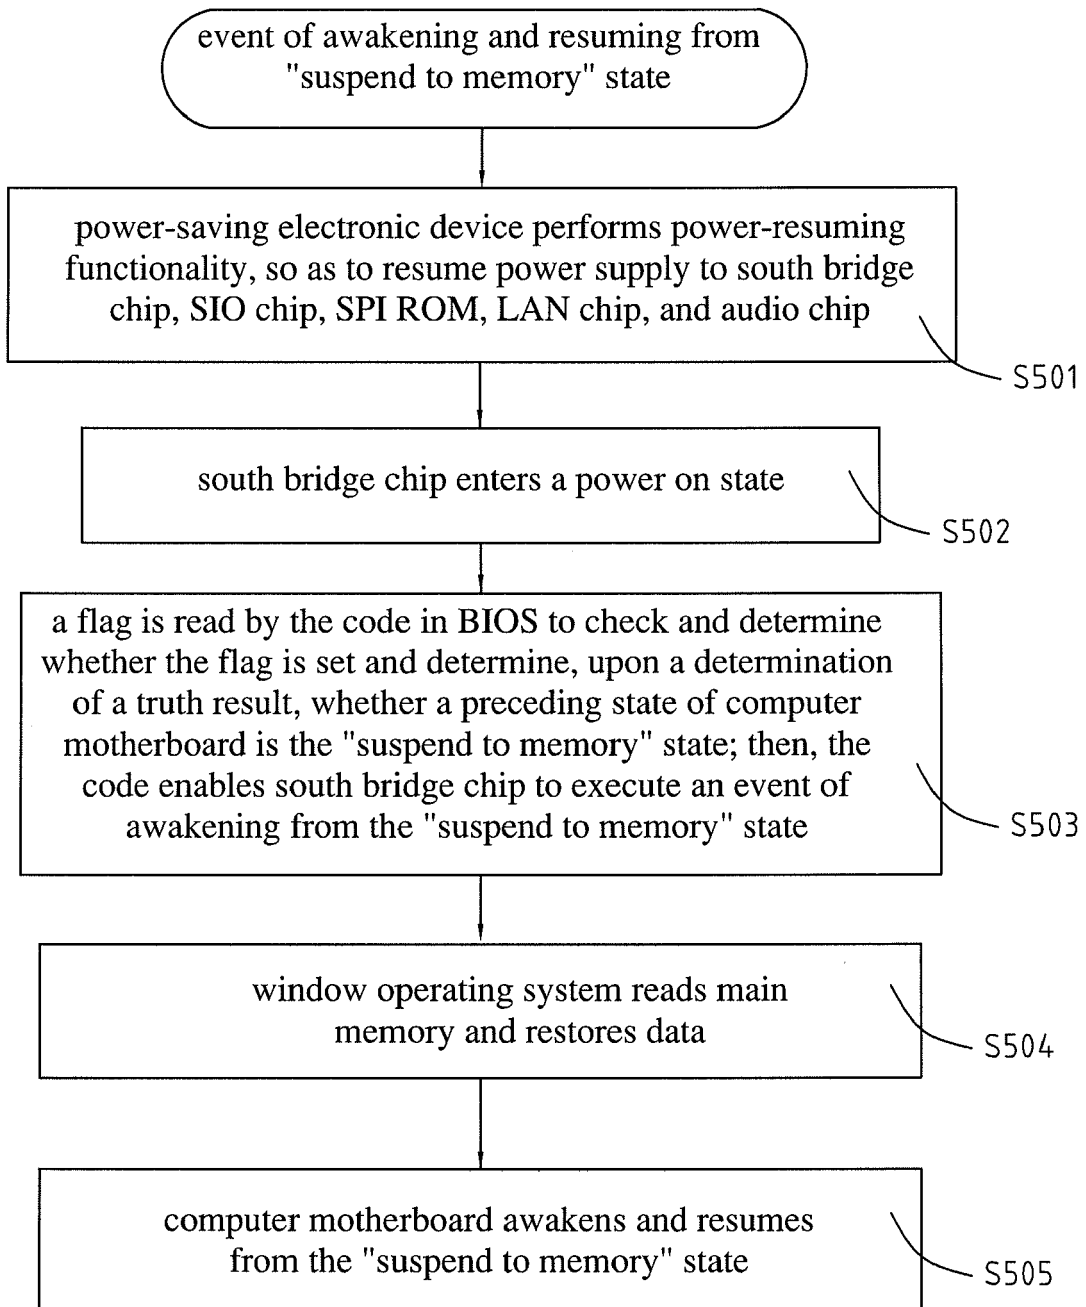 event of awakening and resuming from
"suspend to memory" state
power-saving electronic device performs power-resuming
functionality, so as to resume power supply to south bridge
chip, SIO chip, SPI ROM, LAN chip, and audio chip
S501
south bridge chip enters a power on state
S502
a flag is read by the code in BIOS to check and determine
whether the flag is set and determine, upon a determination
of a truth result, whether a preceding state of computer
motherboard is the "suspend to memory" state; then, the
code enables south bridge chip to execute an event of
awakening from the "suspend to memory" state
S503
window operating system reads main
memory and restores data
S504
computer motherboard awakens and resumes
from the "suspend to memory" state
S505